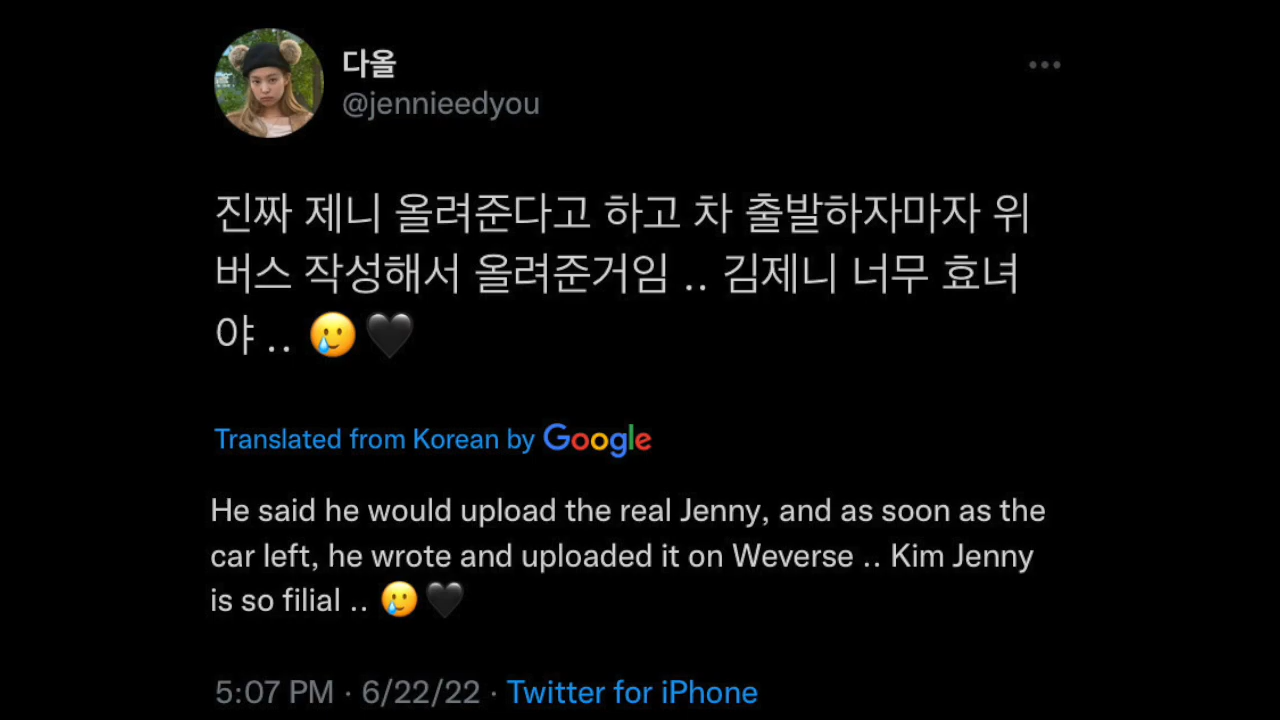 다올
@jennieedyou
진짜 제니 올려준다고 하고 차 출발하자마자 위
버스 작성해서 올려준거임 .. 김제니 너무 효녀
야 .. 🥲🖤
Translated from Korean by Google
He said he would upload the real Jenny, and as soon as the
car left, he wrote and uploaded it on Weverse .. Kim Jenny
is so filial .. 🥲🖤
5:07 PM · 6/22/22 · Twitter for iPhone